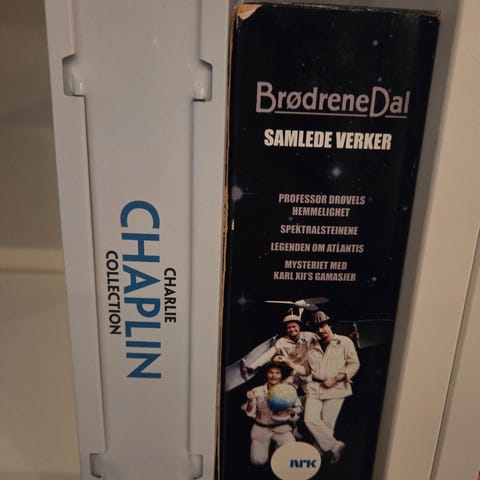 CHARLIE
CHAPLIN
COLLECTION
BrødreneDal
SAMLEDE VERKER
PROFESSOR DRØVELS
HEMMELIGHET
SPEKTRALSTEINENE
LEGENDEN OM ATLANTIS
MYSTERIET MED
KARL XII'S GAMASJER
NRK